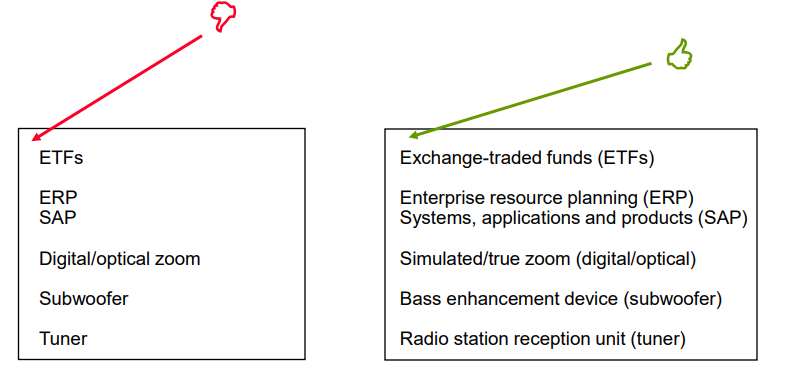 ETFs
ERP
SAP
Digital/optical zoom
Subwoofer
Tuner
Exchange-traded funds (ETFs)
Enterprise resource planning (ERP)
Systems, applications and products (SAP)
Simulated/true zoom (digital/optical)
Bass enhancement device (subwoofer)
Radio station reception unit (tuner)